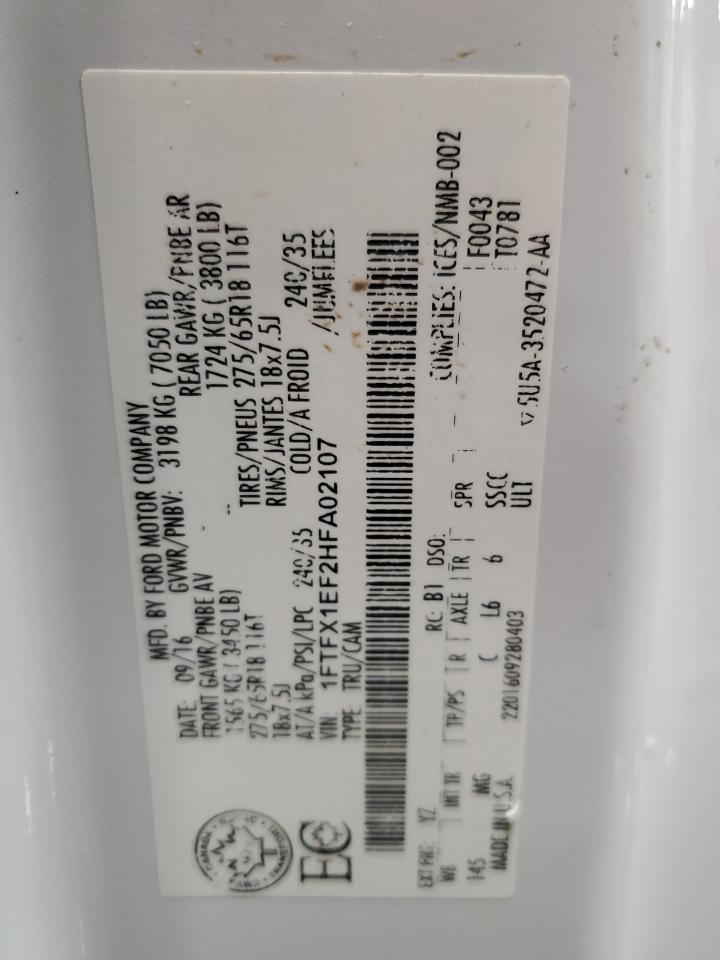 MFD. BY FORD MOTOR COMPANY
DATE: 09/16 GVWR/PNBV: 3198 KG ( 7050 LB)
FRONT GAWR/PNBE AV REAR GAWR/PNBE AR
1565 KG ( 3450 LB) 1724 KG ( 3800 LB)
275/65R18 116T TIRES/PNEUS 275/65R18 116T
18x7.5J RIMS/JANTES 18x7.5J
AT/A kPa/PSI/LPC 240/35 COLD/A FROID 240/35
VIN: 1FTFX1EF2HFA02107
TYPE: TRU/CAM
CANADA
TRANSPORT
EC
COMPLIES: ICES/NMB-002
EXT PNT: YZ RC: B1 DSO: F0043
WB INT TR TP/PS R AXLE TR SPR T0781
145 MG C L6 6 SSCC
MADE IN U.S.A. ULT
2201609280403
5U5A-3520472-AA